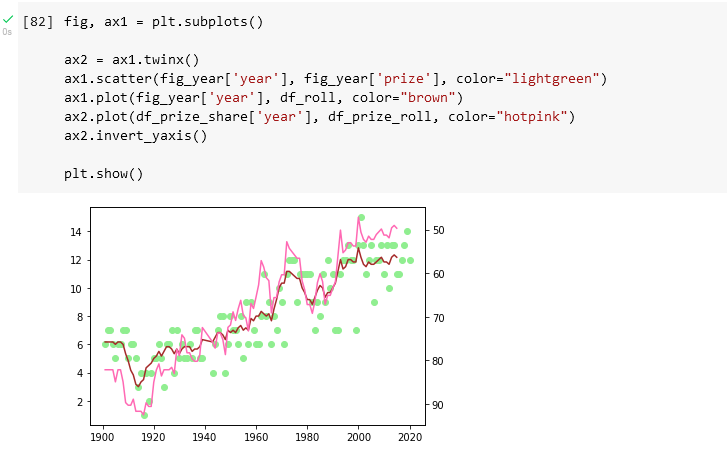 [82] fig, ax1 = plt.subplots()
0s
ax2 = ax1.twinx()
ax1.scatter(fig_year['year'], fig_year['prize'], color="lightgreen")
ax1.plot(fig_year['year'], df_roll, color="brown")
ax2.plot(df_prize_share['year'], df_prize_roll, color="hotpink")
ax2.invert_yaxis()
plt.show()
14
12
10
8
6
4
2
50
60
70
80
90
1900 1920 1940 1960 1980 2000 2020